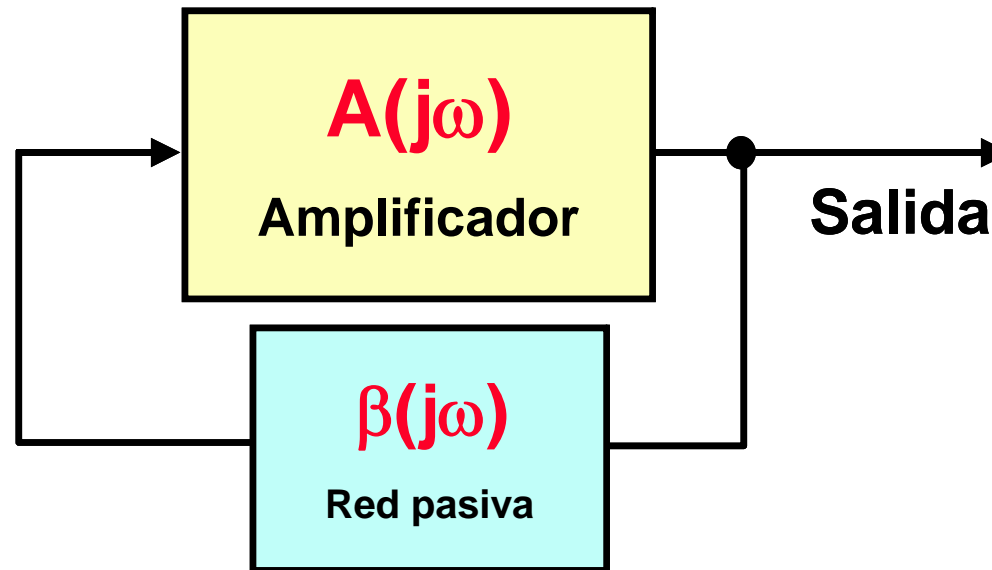 A(jω)
Amplificador
Salida
β(jω)
Red pasiva